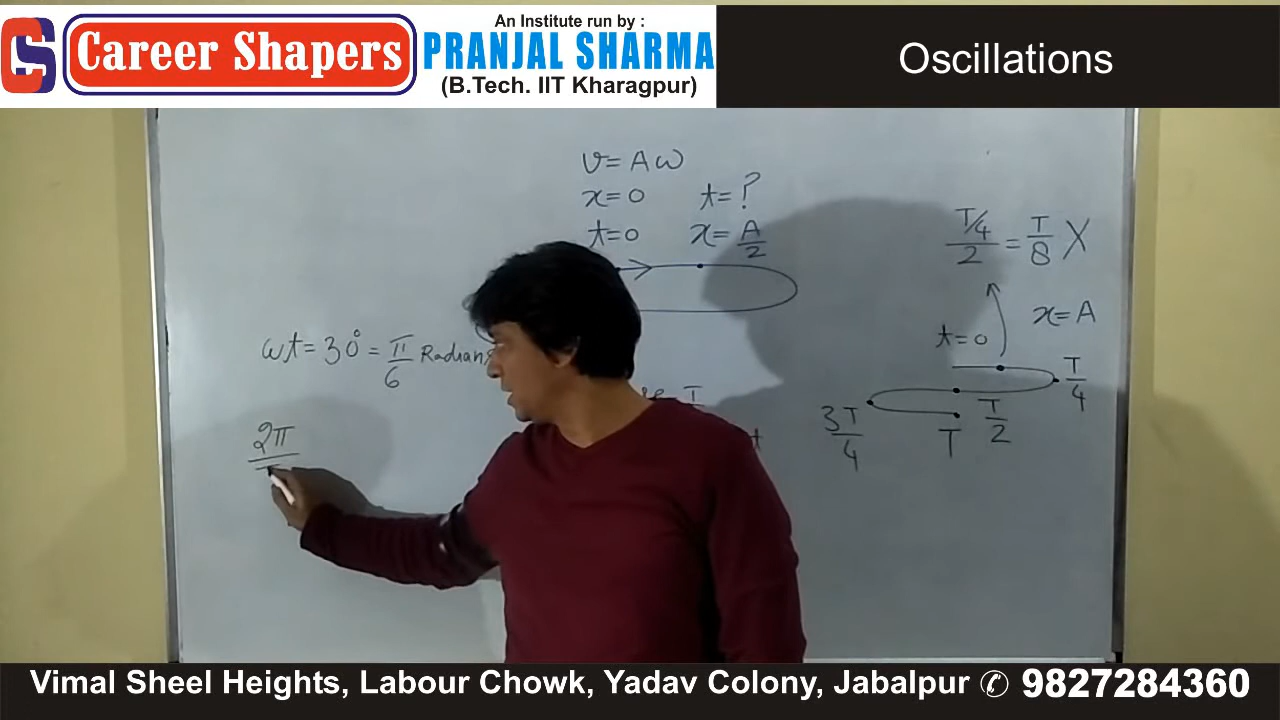 Career Shapers
An Institute run by :
PRANJAL SHARMA
(B.Tech. IIT Kharagpur)
Oscillations
v = Aω
x = 0 t = ?
t = 0 x = A/2
ωt = 30° = π/6 Radians
2π
T/4/2 = T/8 X
x = A
t = 0
T/4
T/2
3T/4
T
Vimal Sheel Heights, Labour Chowk, Yadav Colony, Jabalpur ✆ 9827284360